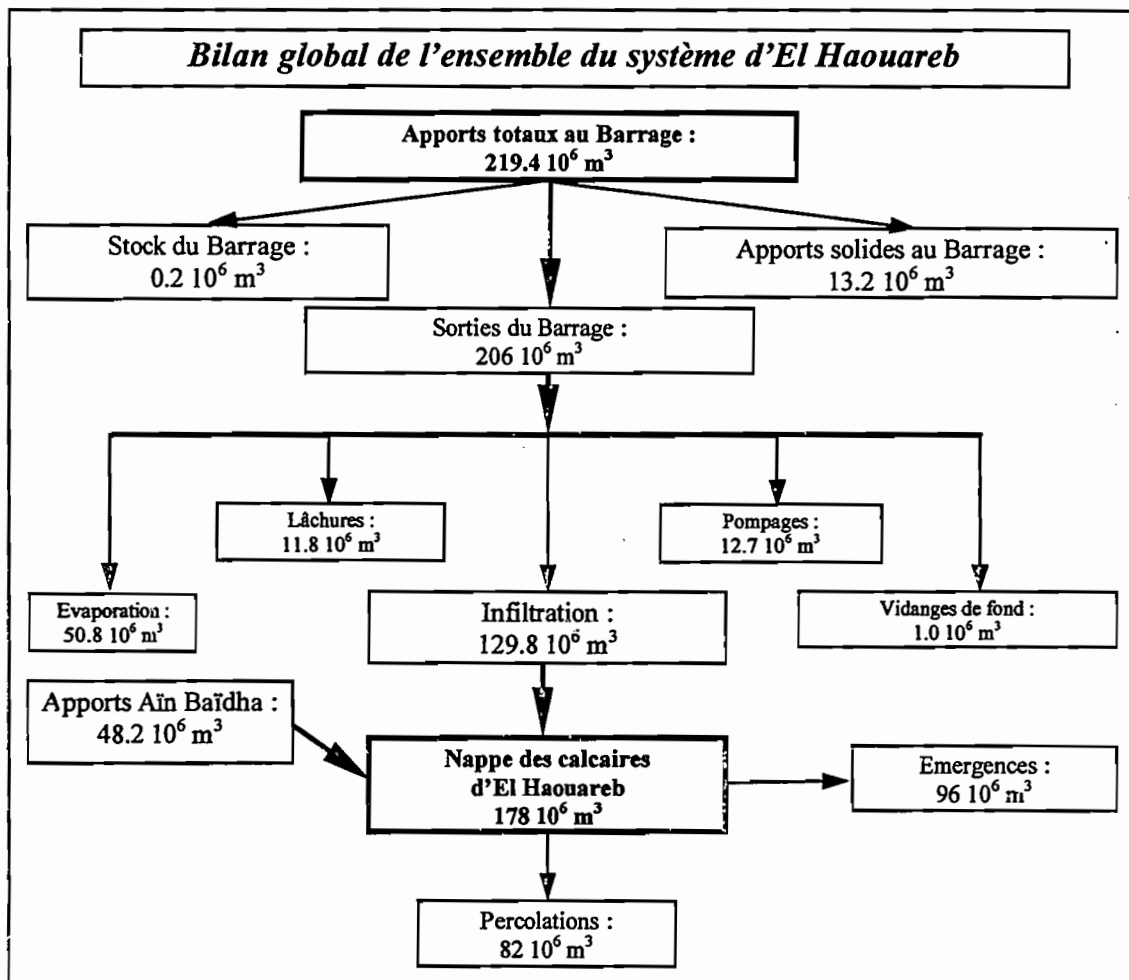 Bilan global de l'ensemble du système d'El Haouareb
Apports totaux au Barrage :
219.4 10⁶ m³
Stock du Barrage :
0.2 10⁶ m³
Apports solides au Barrage :
13.2 10⁶ m³
Sorties du Barrage :
206 10⁶ m³
Lâchures :
11.8 10⁶ m³
Pompages :
12.7 10⁶ m³
Evaporation :
50.8 10⁶ m³
Infiltration :
129.8 10⁶ m³
Vidanges de fond :
1.0 10⁶ m³
Apports Aïn Baïdha :
48.2 10⁶ m³
Nappe des calcaires
d'El Haouareb
178 10⁶ m³
Emergences :
96 10⁶ m³
Percolations :
82 10⁶ m³